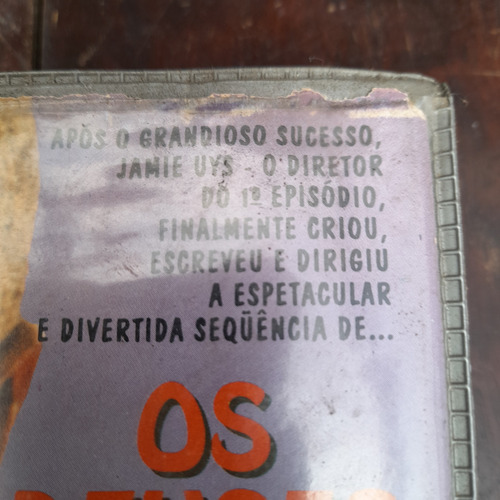 APÓS O GRANDIOSO SUCESSO,
JAMIE UYS O DIRETOR
DO 1º EPISÓDIO,
FINALMENTE CRIOU,
ESCREVEU E DIRIGIU
A ESPETACULAR
E DIVERTIDA SEQÜÊNCIA DE...
OS